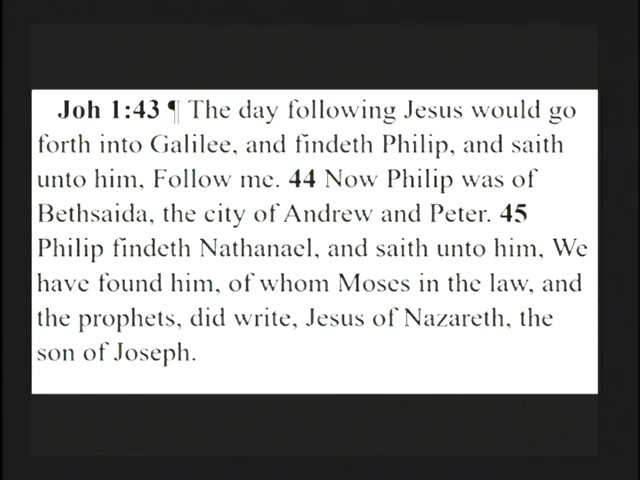 Joh 1:43 ¶ The day following Jesus would go
forth into Galilee, and findeth Philip, and saith
unto him, Follow me. 44 Now Philip was of
Bethsaida, the city of Andrew and Peter. 45
Philip findeth Nathanael, and saith unto him, We
have found him, of whom Moses in the law, and
the prophets, did write, Jesus of Nazareth, the
son of Joseph.